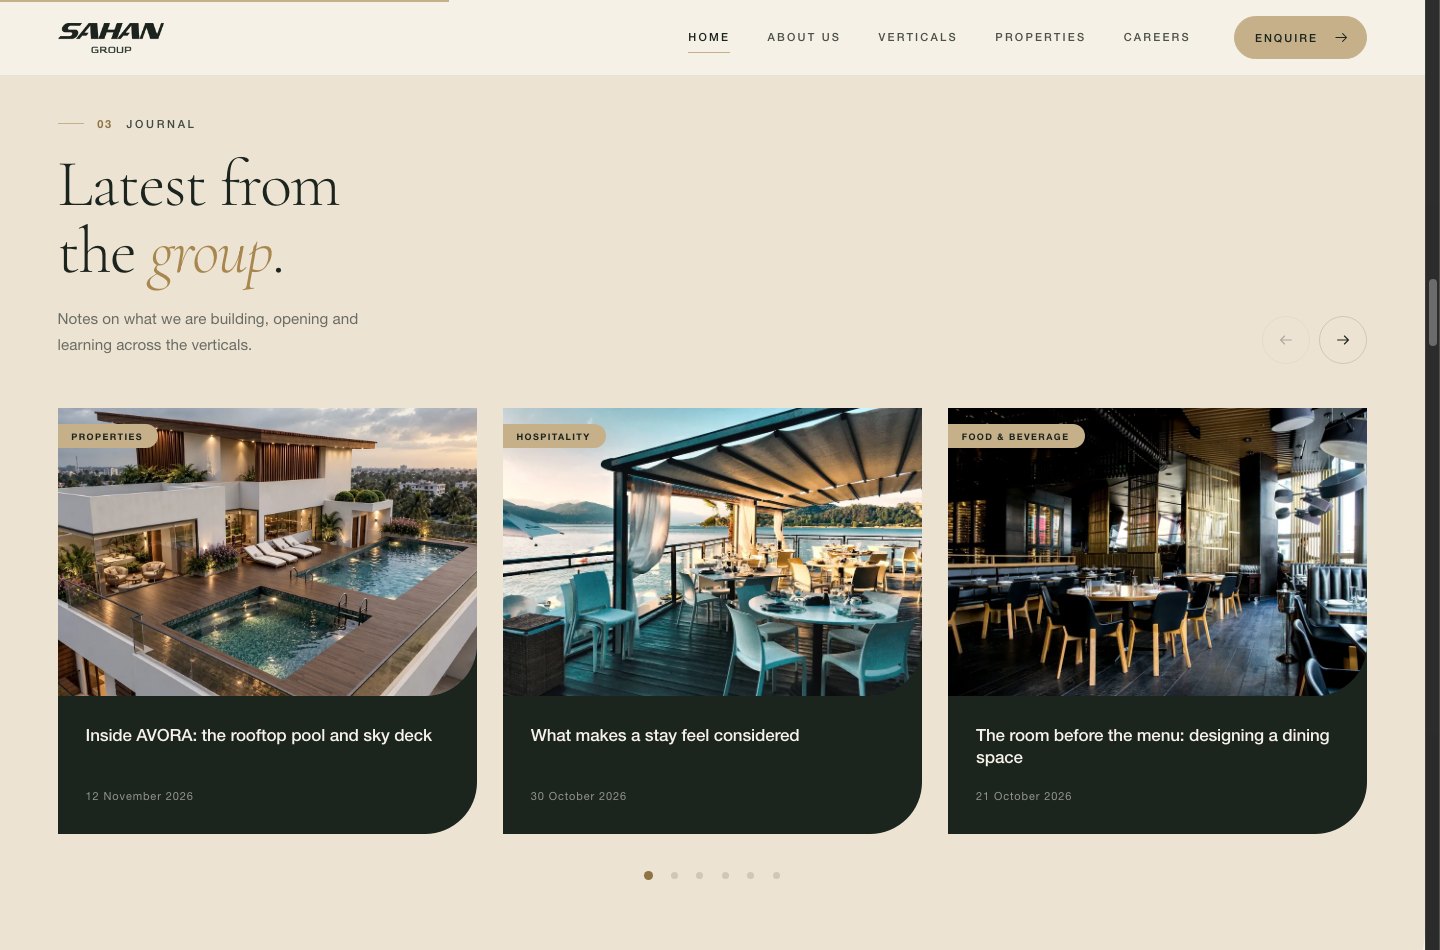 SAHAN
GROUP
HOME
ABOUT US
VERTICALS
PROPERTIES
CAREERS
ENQUIRE →
03 JOURNAL
Latest from
the group.
Notes on what we are building, opening and
learning across the verticals.
← →
PROPERTIES
Inside AVORA: the rooftop pool and sky deck
12 November 2026
HOSPITALITY
What makes a stay feel considered
30 October 2026
FOOD & BEVERAGE
The room before the menu: designing a dining
space
21 October 2026